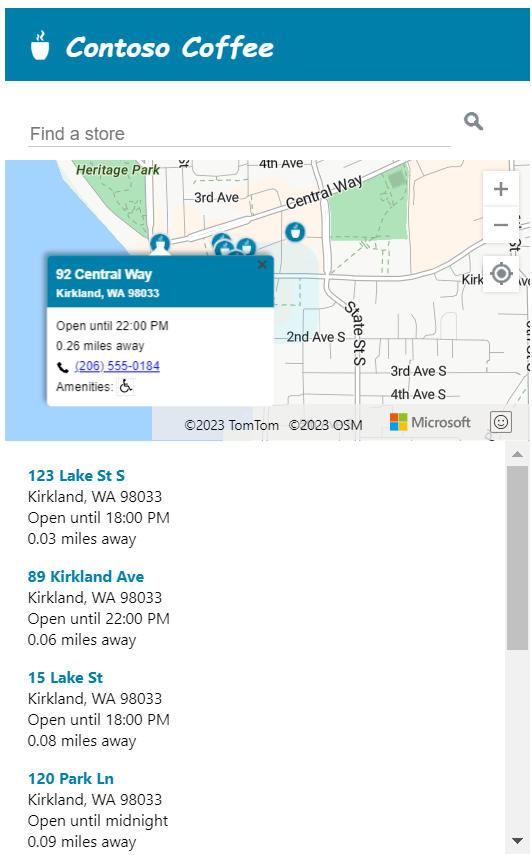 Contoso Coffee
Find a store
Heritage Park
St
4th Ave
3rd Ave
Central Way
92 Central Way
Kirkland, WA 98033
Open until 22:00 PM
0.26 miles away
(206) 555-0184
Amenities:
Kirk
State St S
2nd Ave S
3rd Ave S
4th Ave S
©2023 TomTom ©2023 OSM
Microsoft
123 Lake St S
Kirkland, WA 98033
Open until 18:00 PM
0.03 miles away
89 Kirkland Ave
Kirkland, WA 98033
Open until 22:00 PM
0.06 miles away
15 Lake St
Kirkland, WA 98033
Open until 18:00 PM
0.08 miles away
120 Park Ln
Kirkland, WA 98033
Open until midnight
0.09 miles away